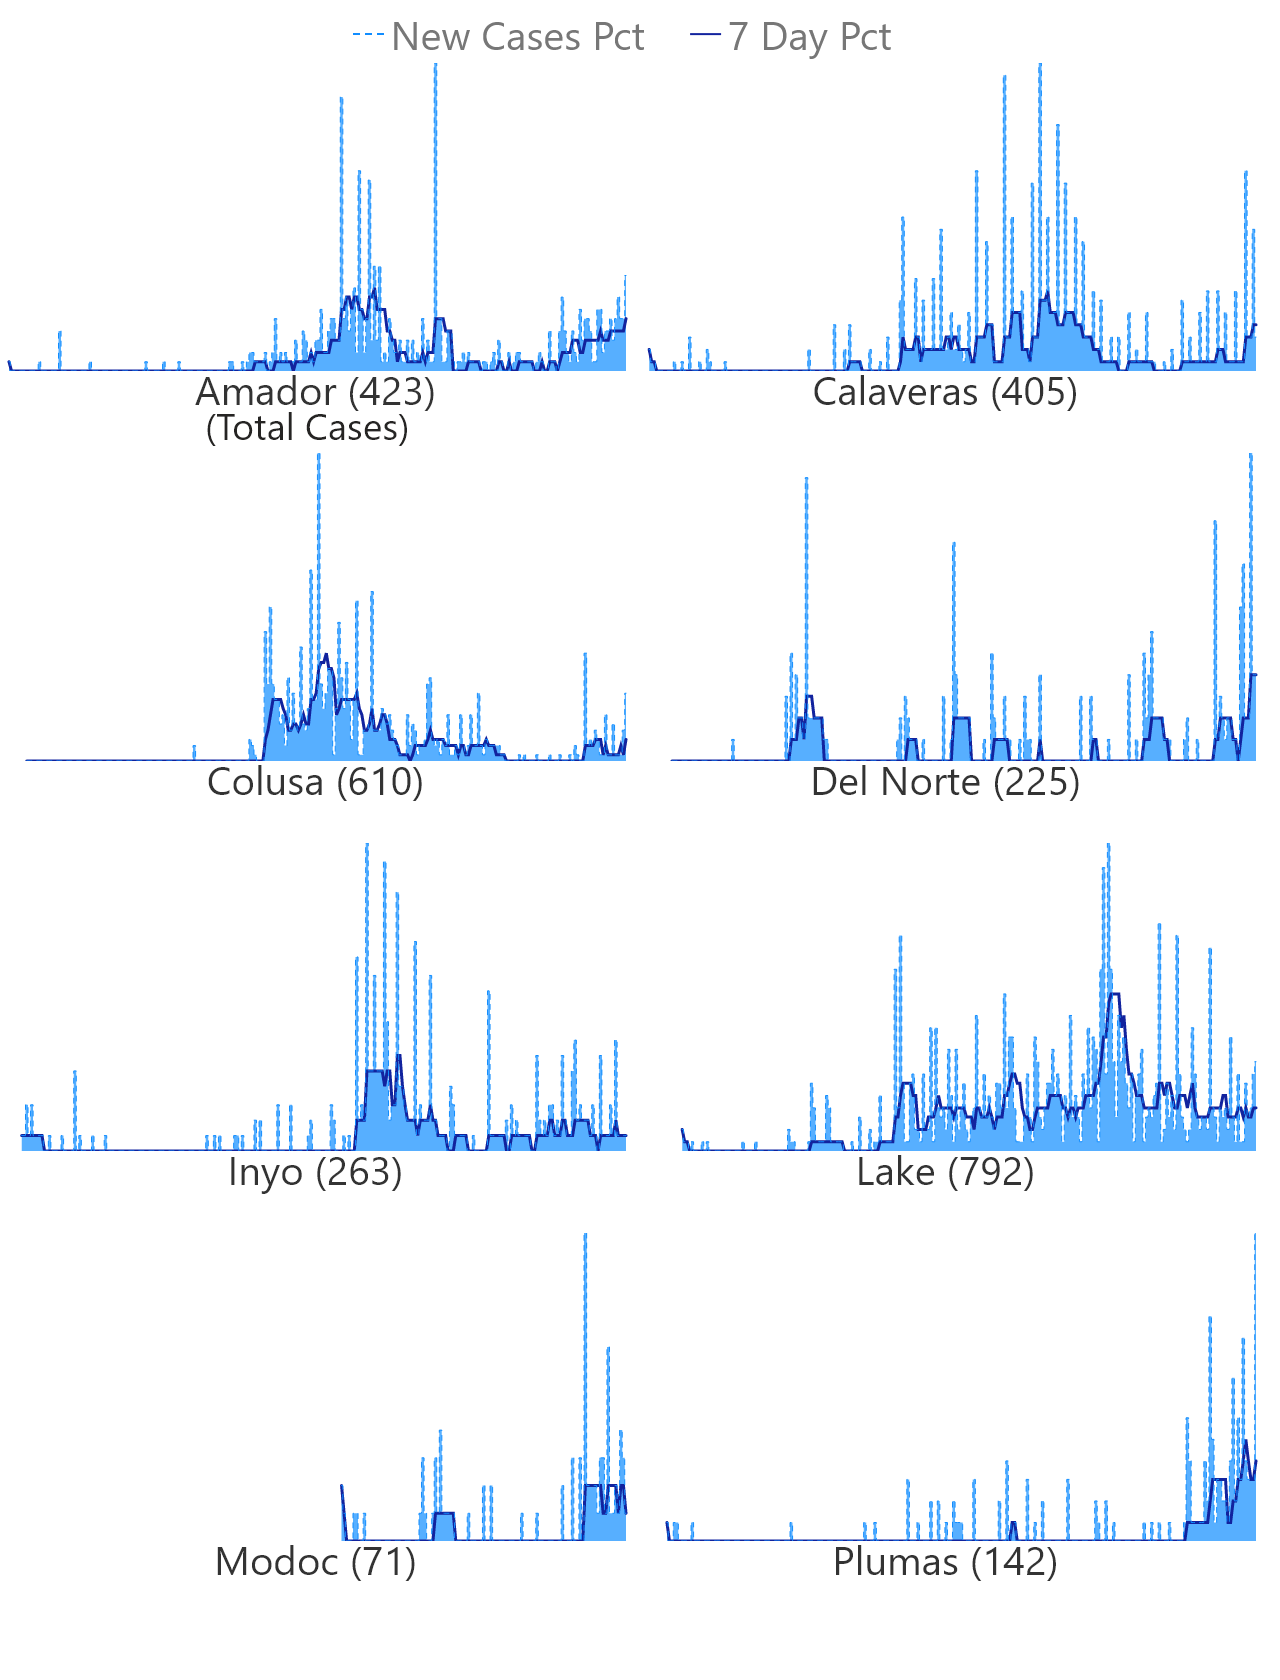 New Cases Pct 7 Day Pct
Amador (423) Calaveras (405)
(Total Cases)
Colusa (610) Del Norte (225)
Inyo (263) Lake (792)
Modoc (71) Plumas (142)